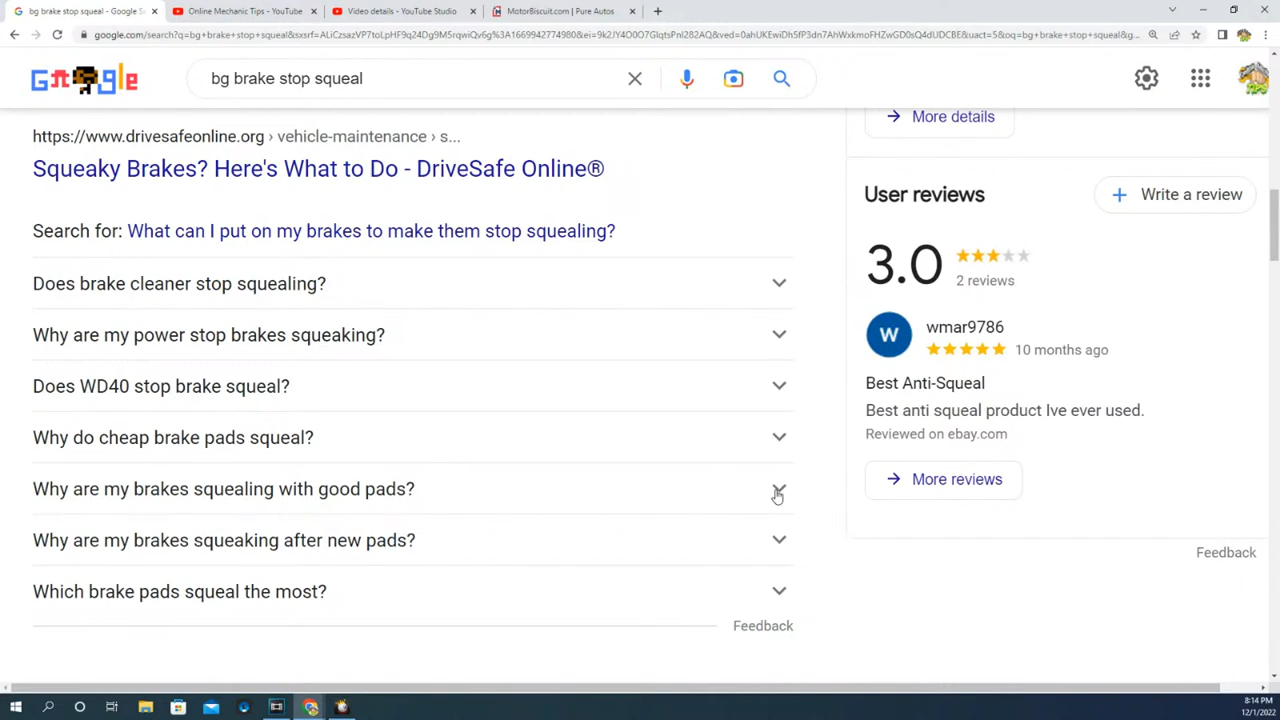 bg brake stop squeal - Google S
Online Mechanic Tips - YouTube
Video details - YouTube Studio
MotorBiscuit.com | Pure Autos
bg brake stop squeal
https://www.drivesafeonline.org › vehicle-maintenance › s...
Squeaky Brakes? Here's What to Do - DriveSafe Online®
Search for: What can I put on my brakes to make them stop squealing?
Does brake cleaner stop squealing?
Why are my power stop brakes squeaking?
Does WD40 stop brake squeal?
Why do cheap brake pads squeal?
Why are my brakes squealing with good pads?
Why are my brakes squeaking after new pads?
Which brake pads squeal the most?
Feedback
More details
User reviews
Write a review
3.0
2 reviews
W
wmar9786
10 months ago
Best Anti-Squeal
Best anti squeal product Ive ever used.
Reviewed on ebay.com
More reviews
Feedback
8:14 PM
12/1/2022